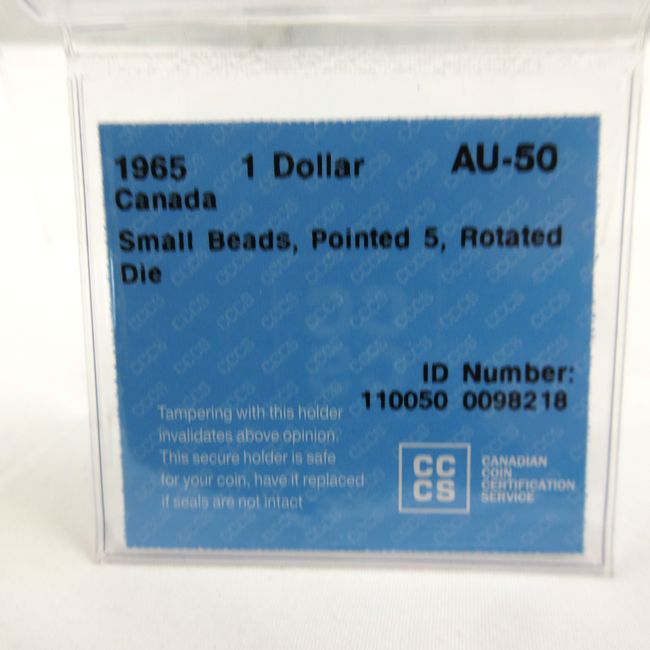 1965 1 Dollar AU-50
Canada
Small Beads, Pointed 5, Rotated
Die
ID Number:
110050 0098218
Tampering with this holder
invalidates above opinion.
This secure holder is safe
for your coin, have it replaced
if seals are not intact
CC
CS
CANADIAN
COIN
CERTIFICATION
SERVICE